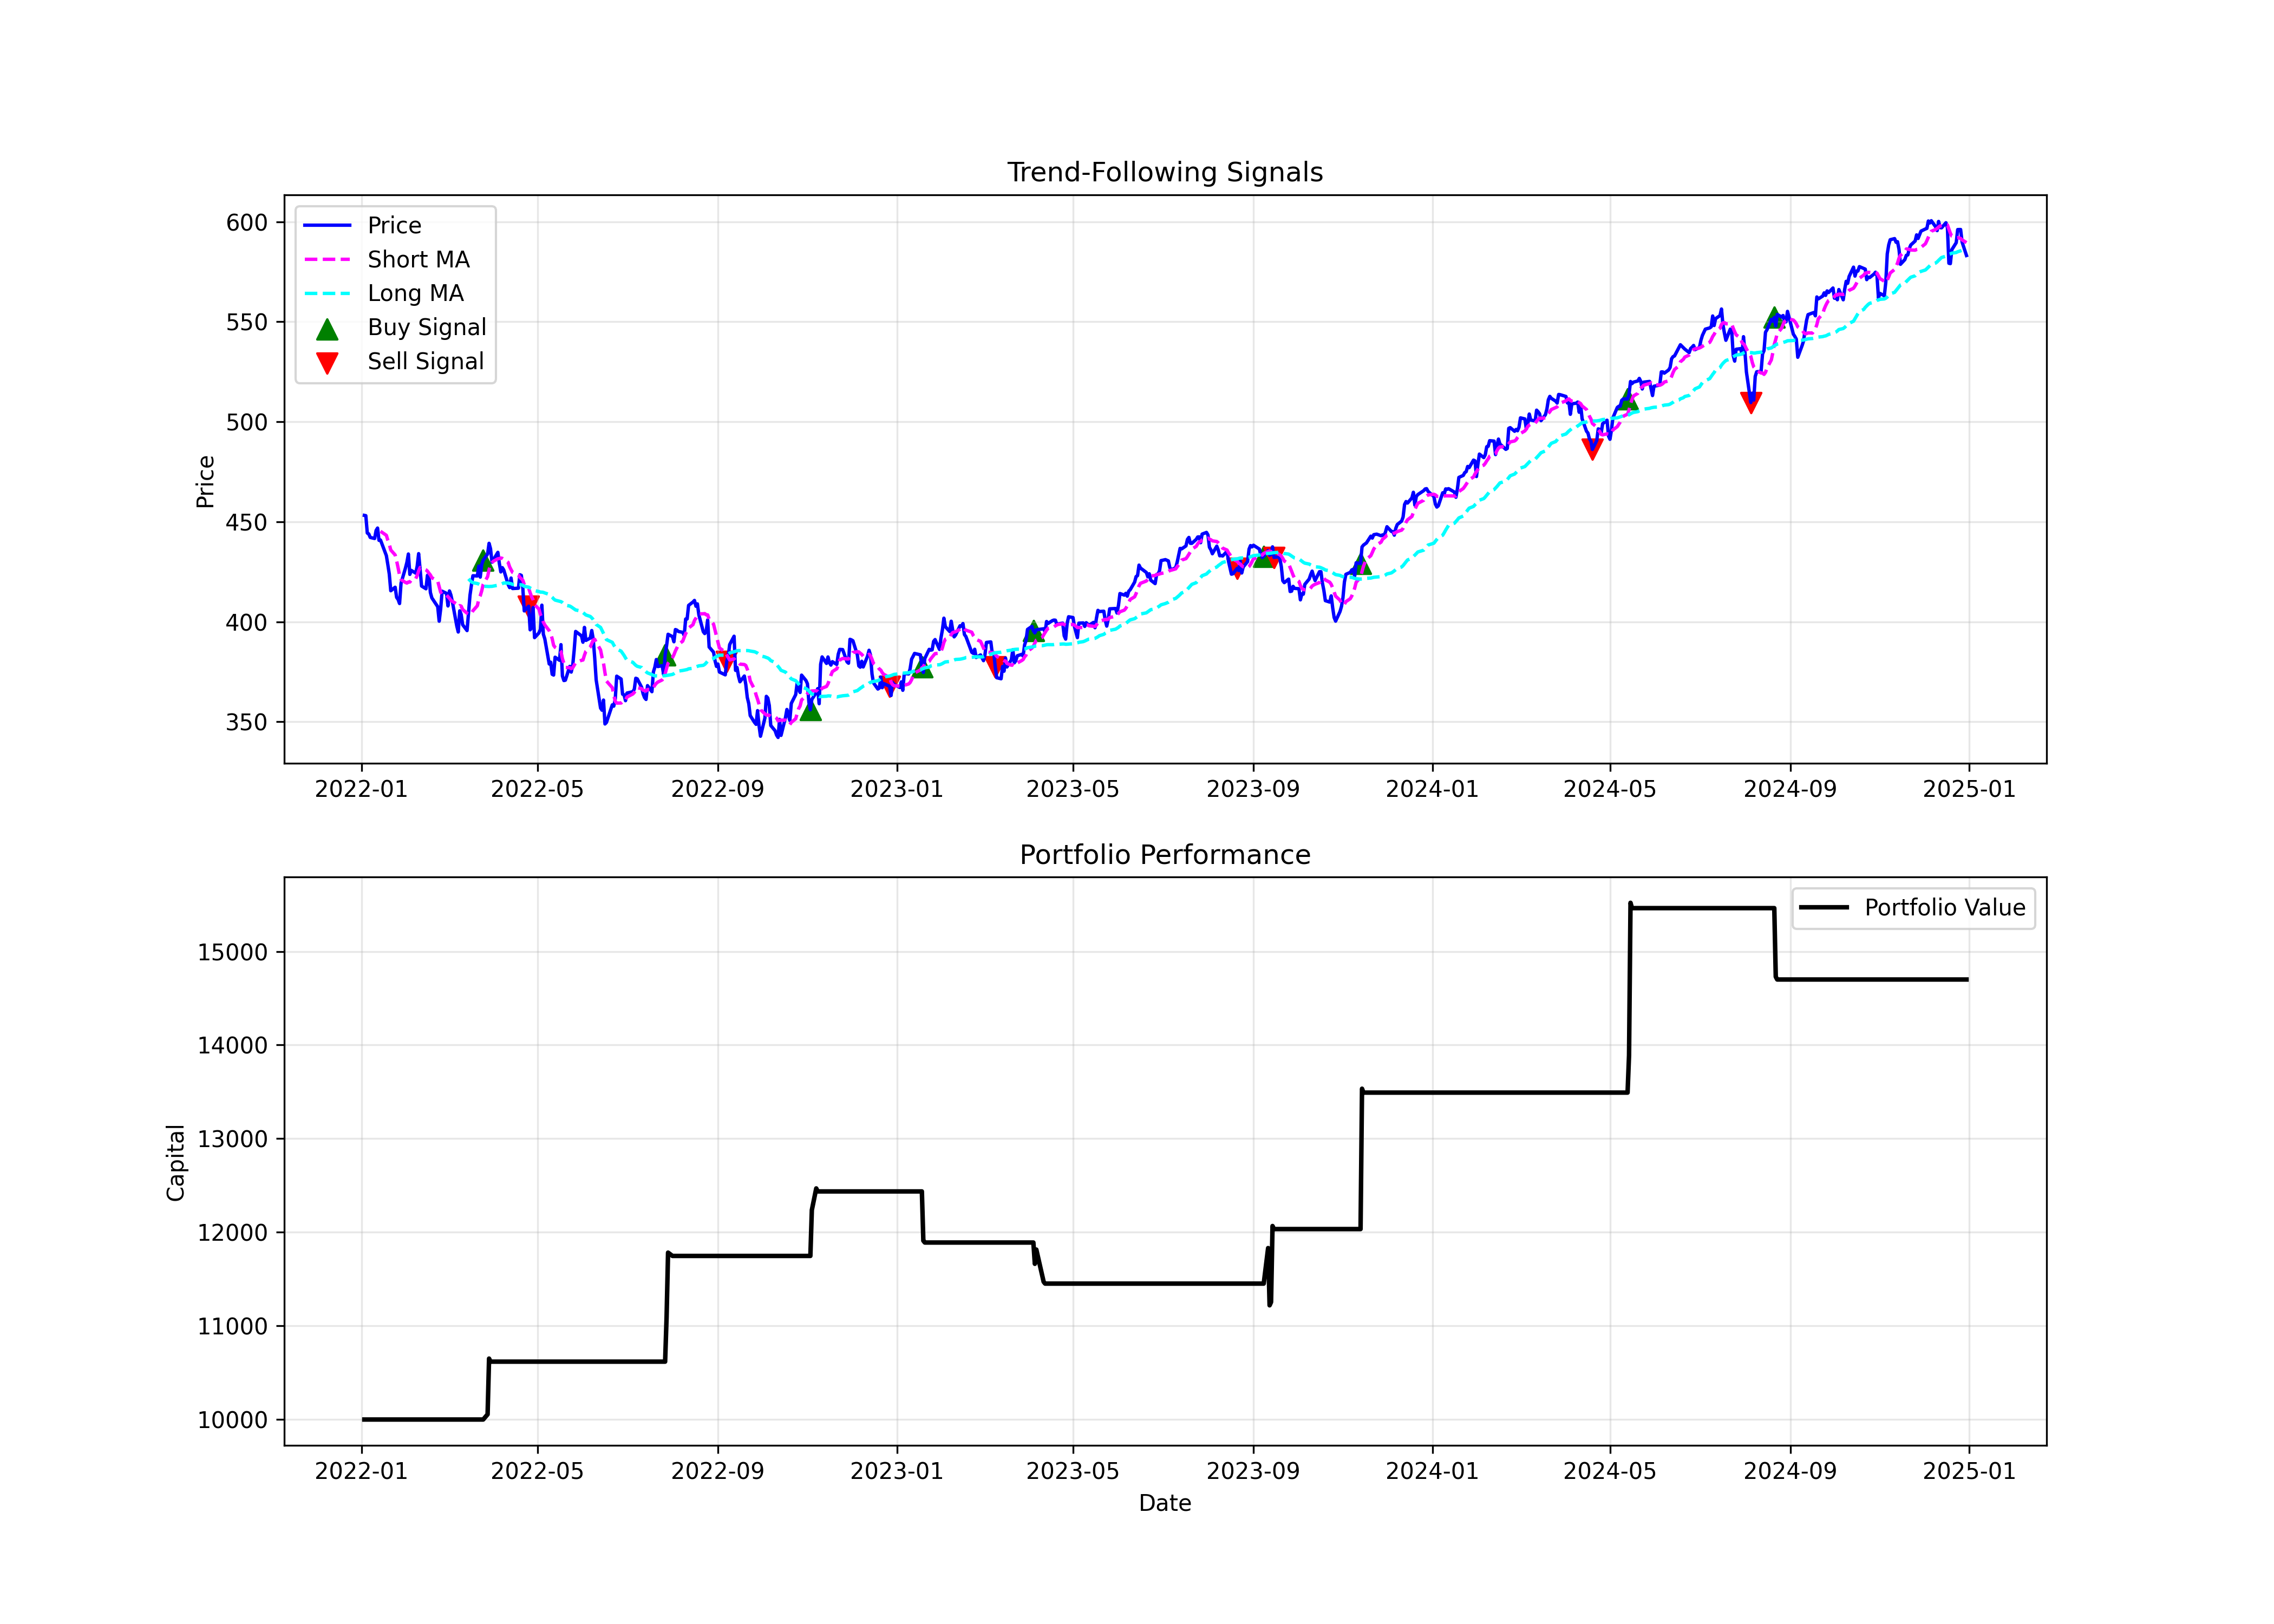 Trend-Following Signals
Price
Short MA
Long MA
Buy Signal
Sell Signal
Price
600
550
500
450
400
350
2022-01 2022-05 2022-09 2023-01 2023-05 2023-09 2024-01 2024-05 2024-09 2025-01
Portfolio Performance
Portfolio Value
Capital
15000
14000
13000
12000
11000
10000
2022-01 2022-05 2022-09 2023-01 2023-05 2023-09 2024-01 2024-05 2024-09 2025-01
Date